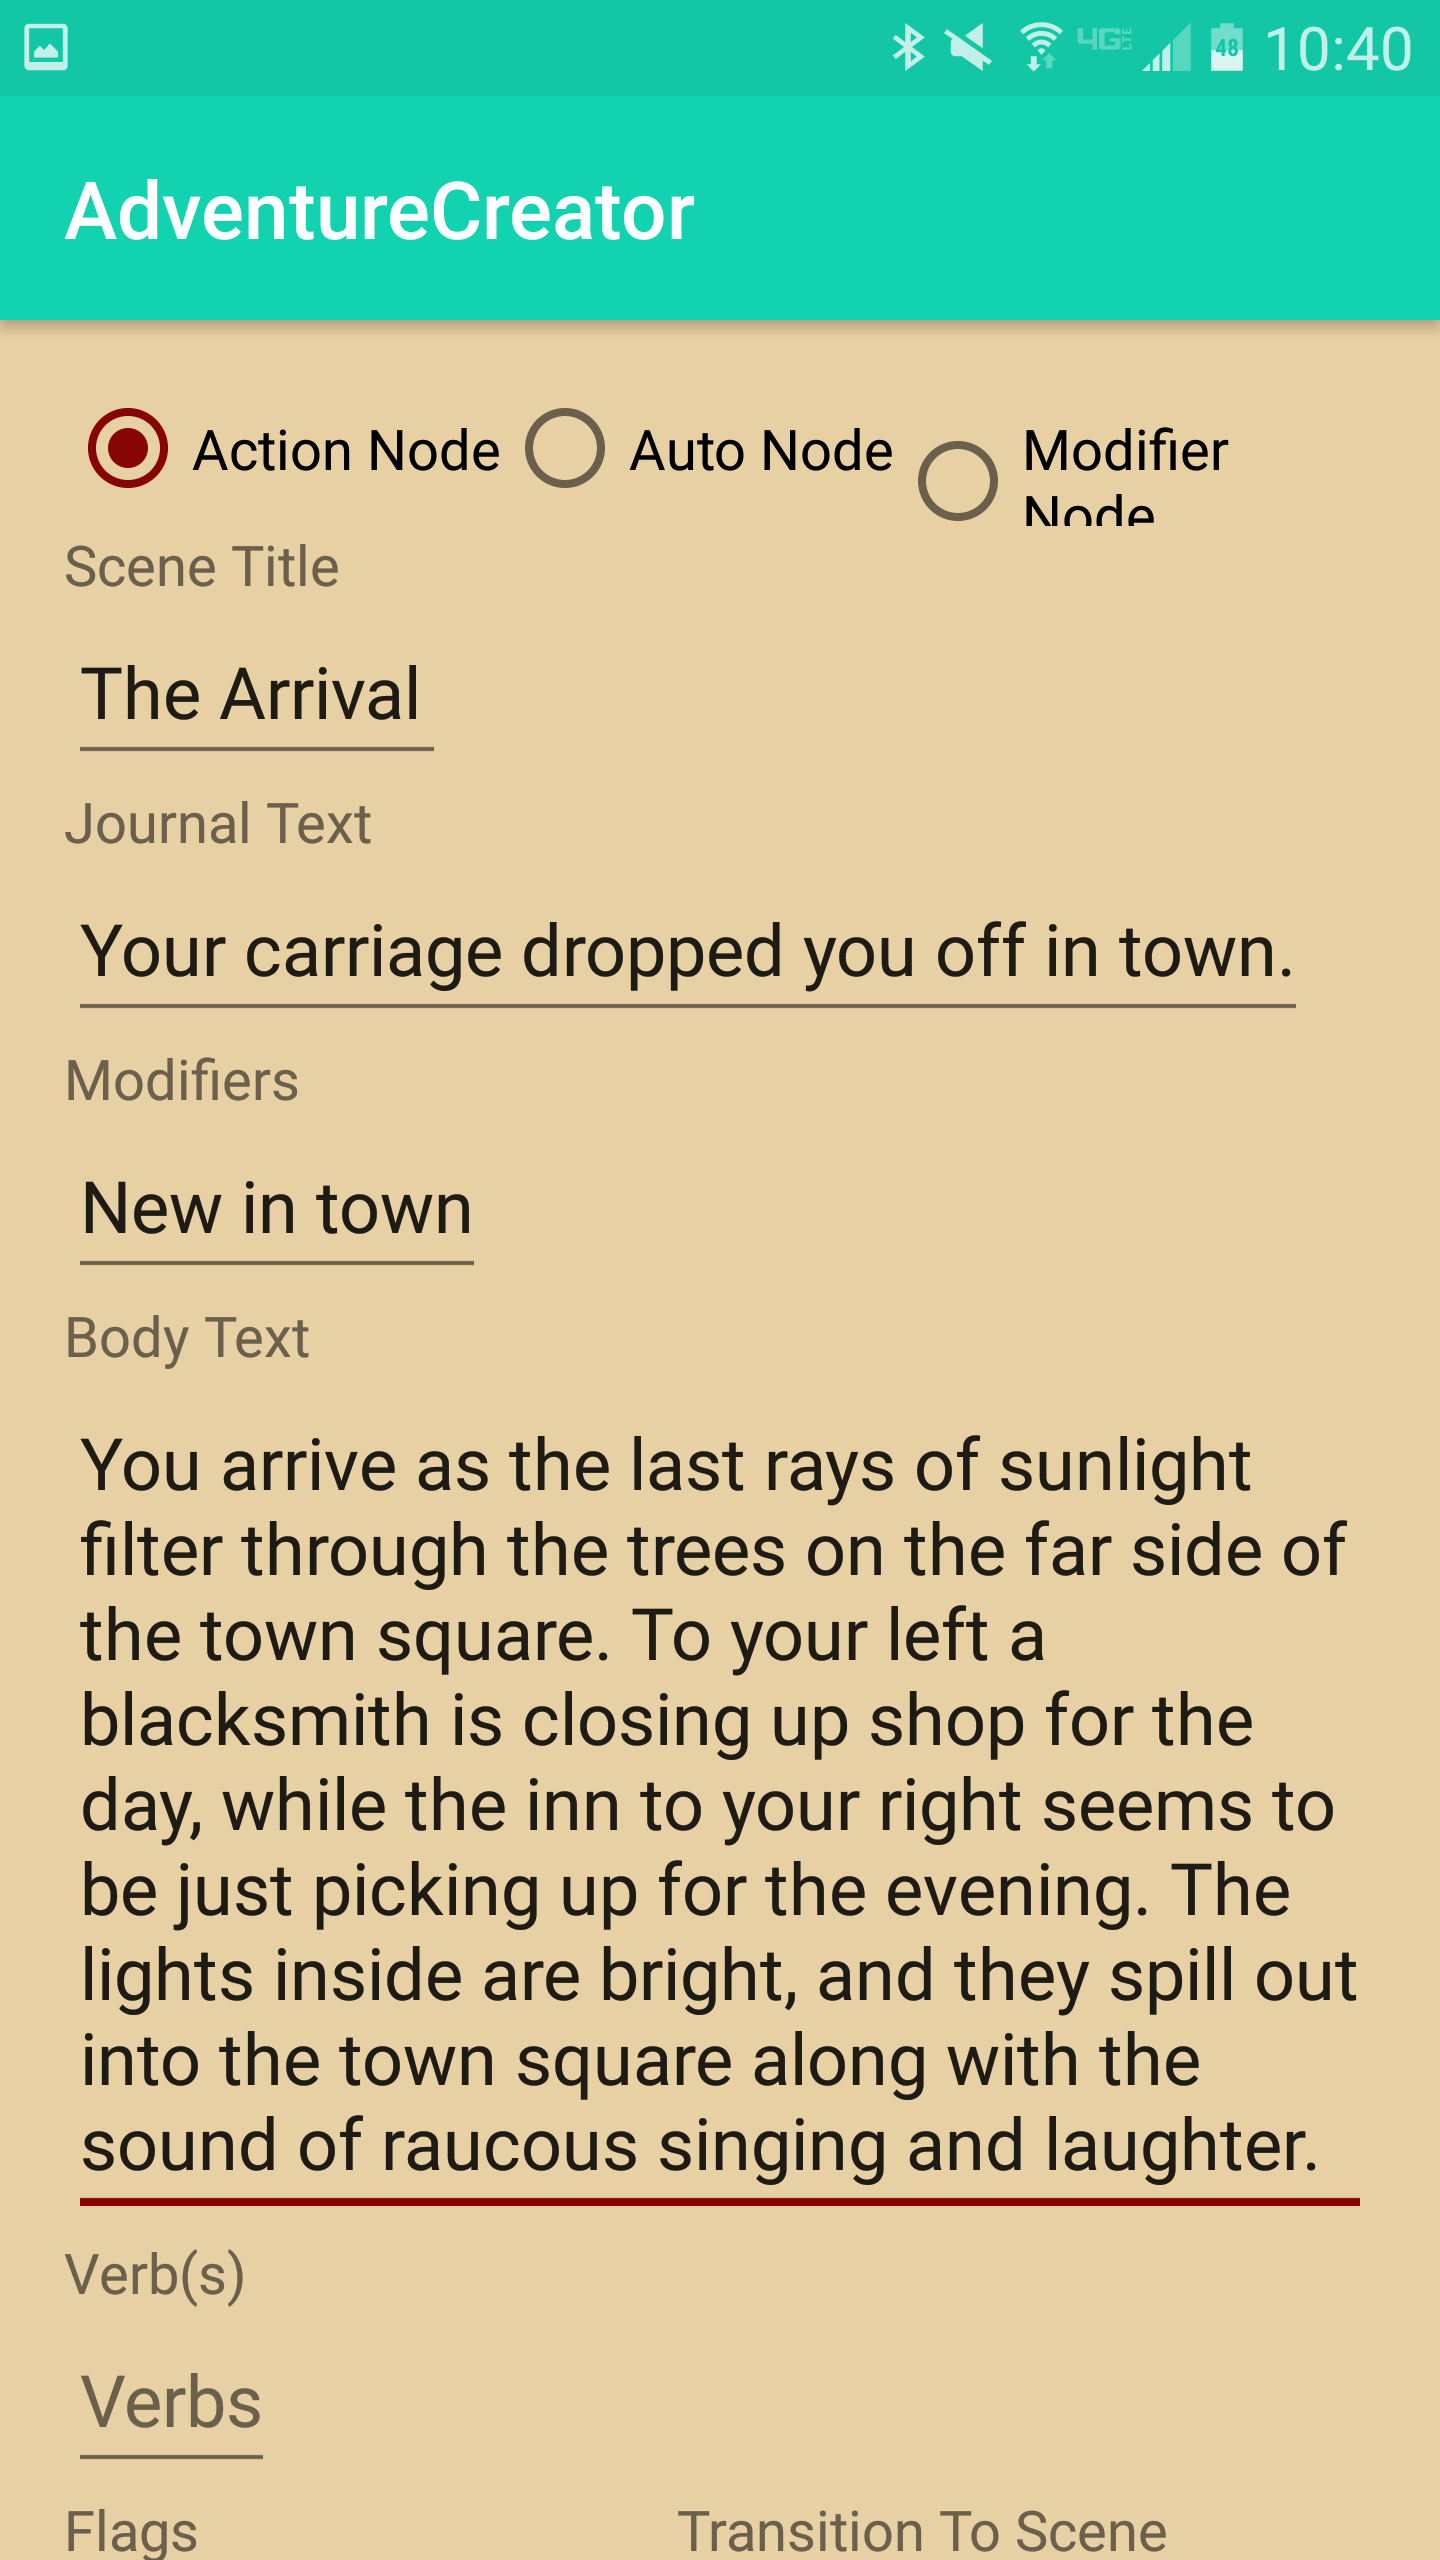 4G LTE 48 10:40
AdventureCreator
Action Node Auto Node Modifier
Node
Scene Title
The Arrival
Journal Text
Your carriage dropped you off in town.
Modifiers
New in town
Body Text
You arrive as the last rays of sunlight
filter through the trees on the far side of
the town square. To your left a
blacksmith is closing up shop for the
day, while the inn to your right seems to
be just picking up for the evening. The
lights inside are bright, and they spill out
into the town square along with the
sound of raucous singing and laughter.
Verb(s)
Verbs
Flags Transition To Scene